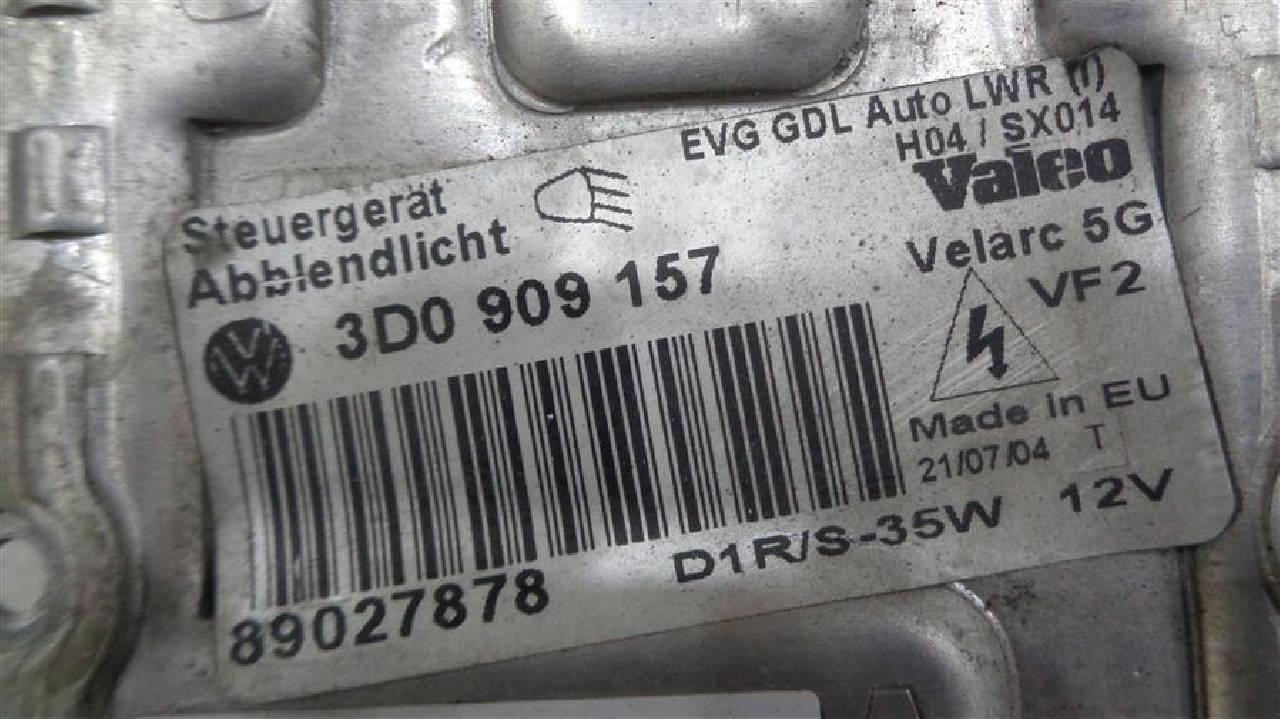 EVG GDL Auto LWR (I)
H04 / SX014
Valeo
Steuergerät
Abblendlicht
Velarc 5G
VF2
3D0 909 157
Made in EU
21/07/04 T
D1R/S-35W 12V
89027878